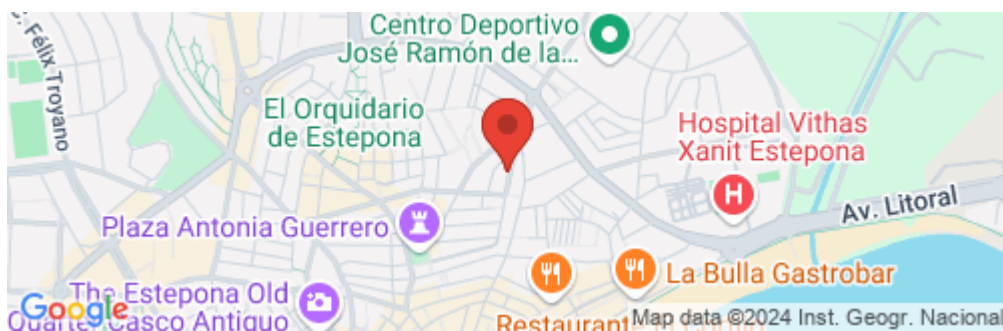 C. Félix Troyano
Centro Deportivo
José Ramón de la...
El Orquidario
de Estepona
Hospital Vithas
Xanit Estepona
H
Av. Litoral
Plaza Antonia Guerrero
La Bulla Gastrobar
The Estepona Old
Quarter Casco Antiguo
Restaurante
Google
Map data ©2024 Inst. Geogr. Nacional